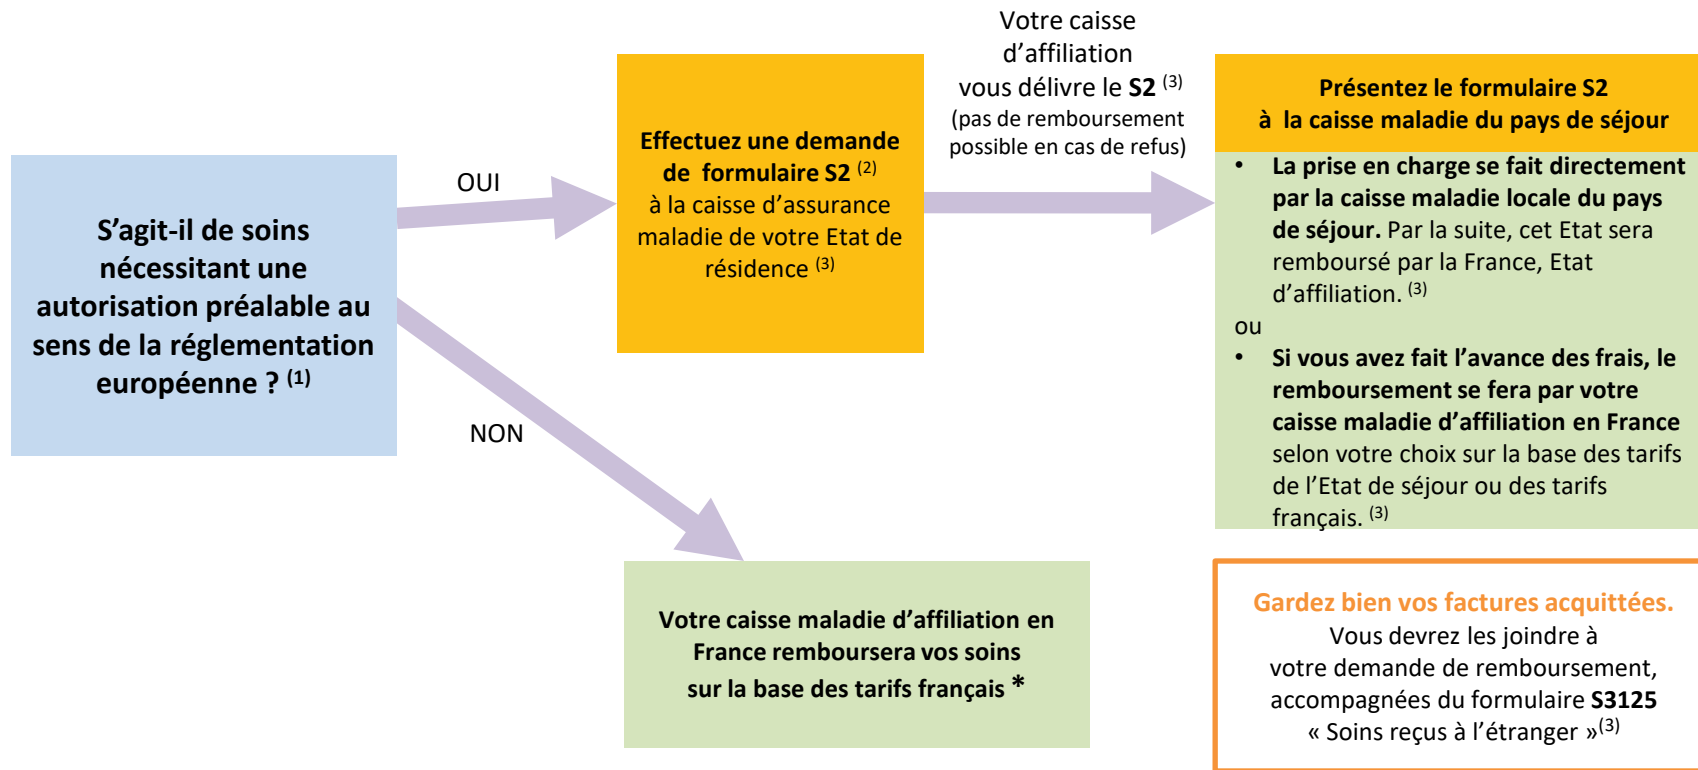 S’agit-il de soins
nécessitant une
autorisation préalable au
sens de la réglementation
européenne ? (1)
OUI
NON
Effectuez une demande
de formulaire S2 (2)
à la caisse d’assurance
maladie de votre Etat de
résidence (3)
Votre caisse
d’affiliation
vous délivre le S2 (3)
(pas de remboursement
possible en cas de refus)
Présentez le formulaire S2
à la caisse maladie du pays de séjour
• La prise en charge se fait directement
par la caisse maladie locale du pays
de séjour. Par la suite, cet Etat sera
remboursé par la France, Etat
d’affiliation. (3)
ou
• Si vous avez fait l’avance des frais, le
remboursement se fera par votre
caisse maladie d’affiliation en France
selon votre choix sur la base des tarifs
de l’Etat de séjour ou des tarifs
français. (3)
Votre caisse maladie d’affiliation en
France remboursera vos soins
sur la base des tarifs français *
Gardez bien vos factures acquittées.
Vous devrez les joindre à
votre demande de remboursement,
accompagnées du formulaire S3125
« Soins reçus à l’étranger »(3)